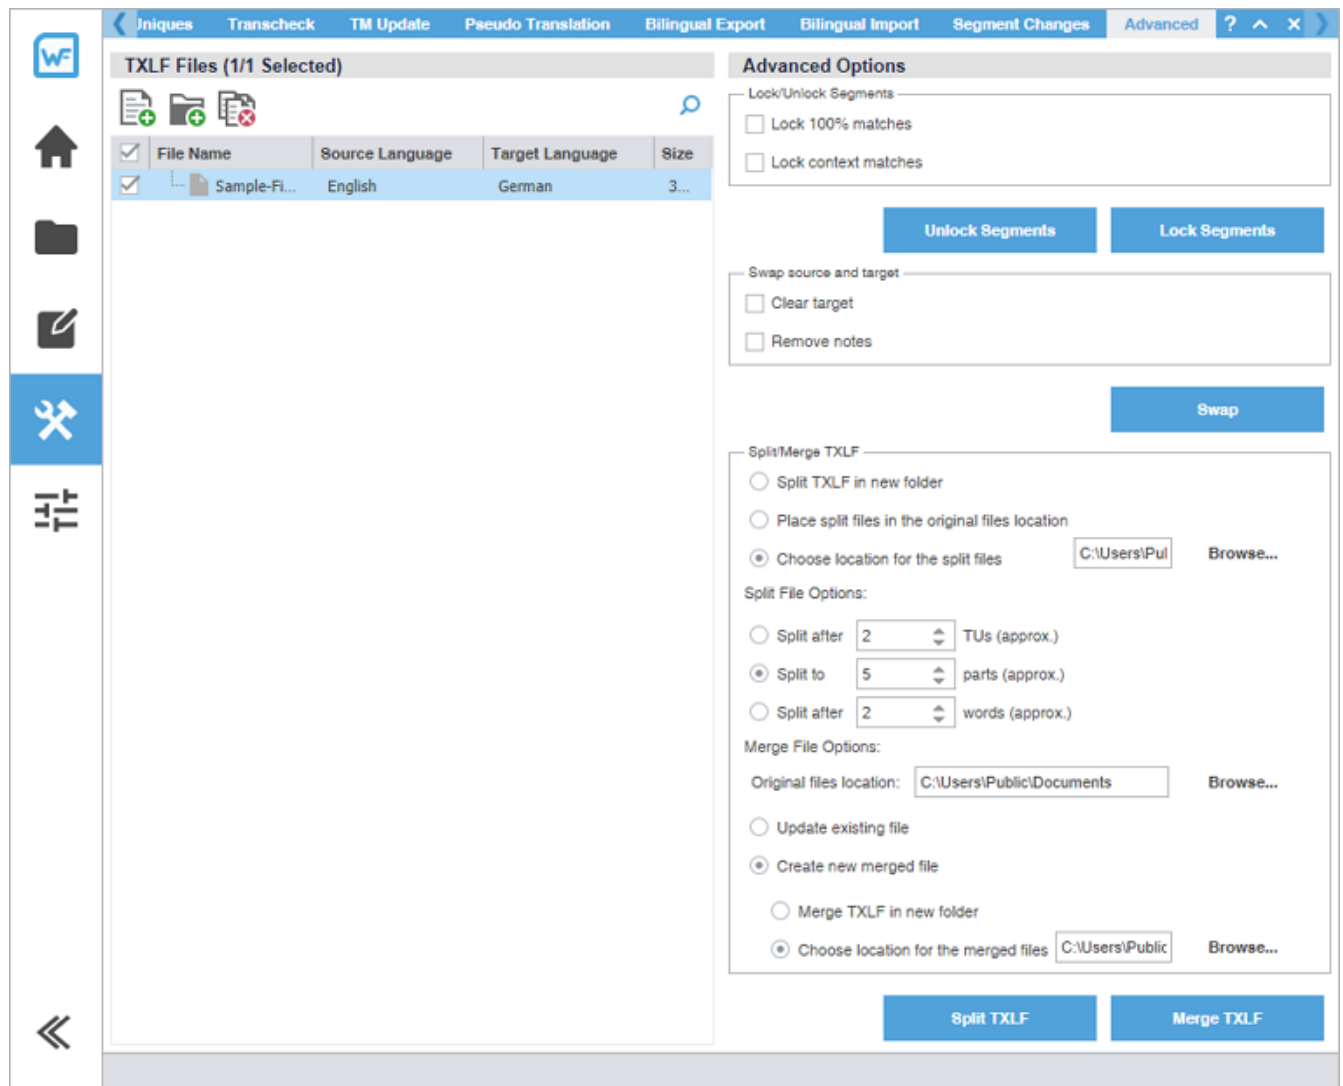 Uniques Transcheck TM Update Pseudo Translation Bilingual Export Bilingual Import Segment Changes Advanced ?
WF
TXLF Files (1/1 Selected)
File Name Source Language Target Language Size
Sample-Fi... English German 3...
Advanced Options
Lock/Unlock Segments
Lock 100% matches
Lock context matches
Unlock Segments Lock Segments
Swap source and target
Clear target
Remove notes
Swap
Split/Merge TXLF
Split TXLF in new folder
Place split files in the original files location
Choose location for the split files C:\Users\Pul Browse...
Split File Options:
Split after 2 TUs (approx.)
Split to 5 parts (approx.)
Split after 2 words (approx.)
Merge File Options:
Original files location: C:\Users\Public\Documents Browse...
Update existing file
Create new merged file
Merge TXLF in new folder
Choose location for the merged files C:\Users\Public Browse...
Split TXLF Merge TXLF